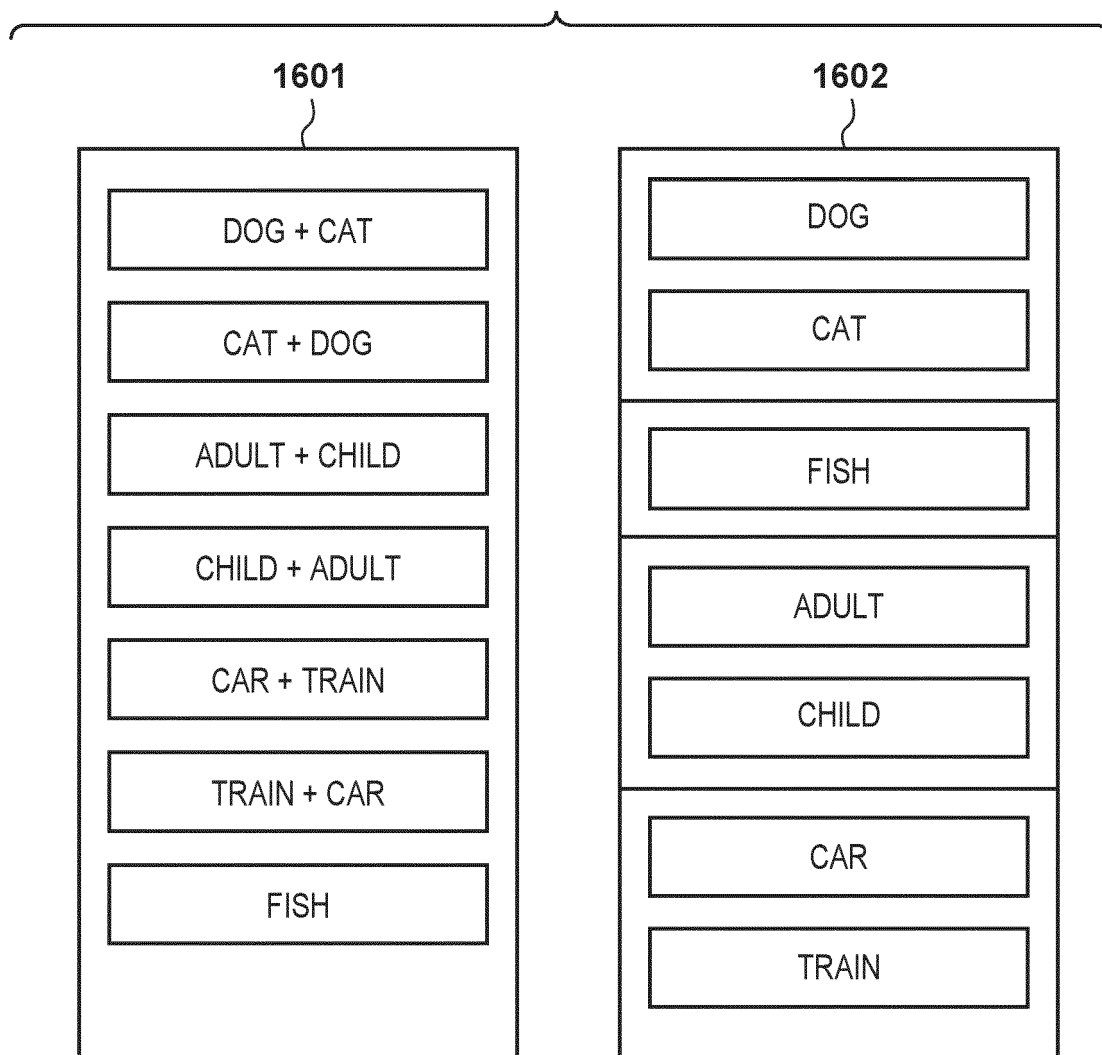 1601
DOG + CAT
CAT + DOG
ADULT + CHILD
CHILD + ADULT
CAR + TRAIN
TRAIN + CAR
FISH
1602
DOG
CAT
FISH
ADULT
CHILD
CAR
TRAIN